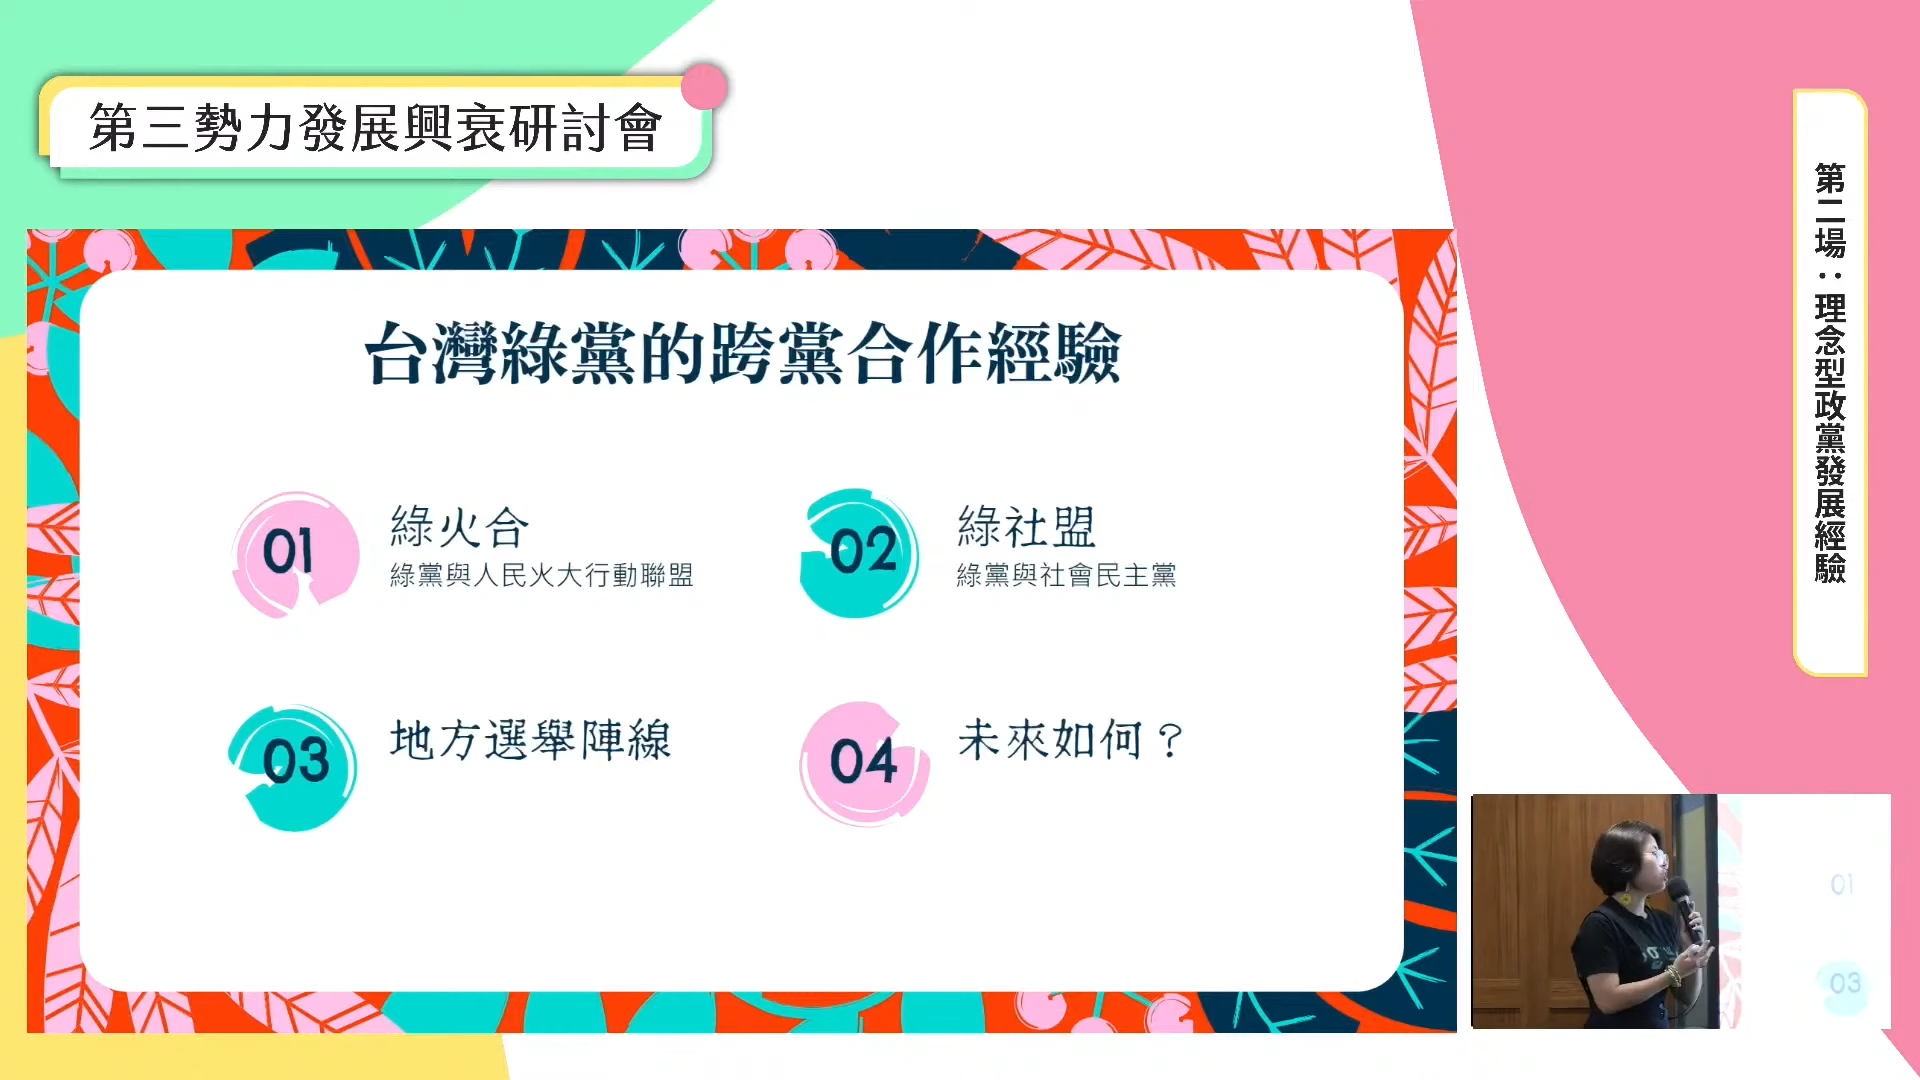 第三勢力發展興衰研討會
第二場：理念型政黨發展經驗
台灣綠黨的跨黨合作經驗
01
綠火合
綠黨與人民火大行動聯盟
02
綠社盟
綠黨與社會民主黨
03
地方選舉陣線
04
未來如何？
01
03